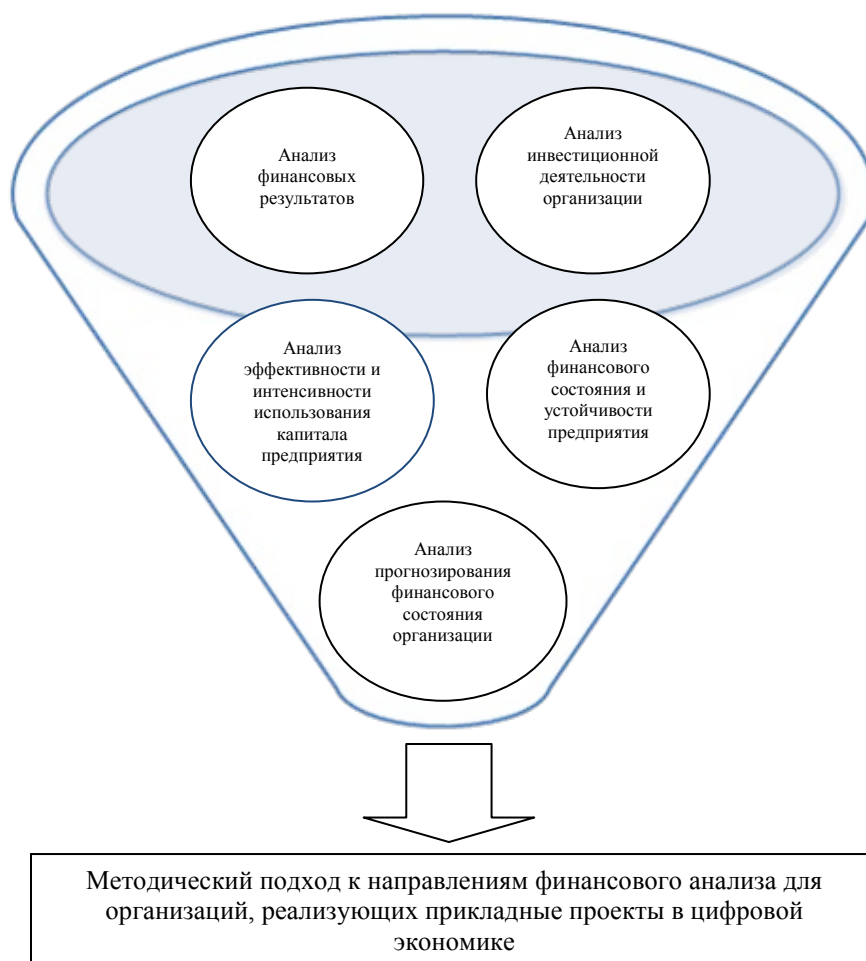 Анализ
финансовых
результатов
Анализ
инвестиционной
деятельности
организации
Анализ
эффективности и
интенсивности
использования
капитала
предприятия
Анализ
финансового
состояния и
устойчивости
предприятия
Анализ
прогнозирования
финансового
состояния
организации
Методический подход к направлениям финансового анализа для
организаций, реализующих прикладные проекты в цифровой
экономике